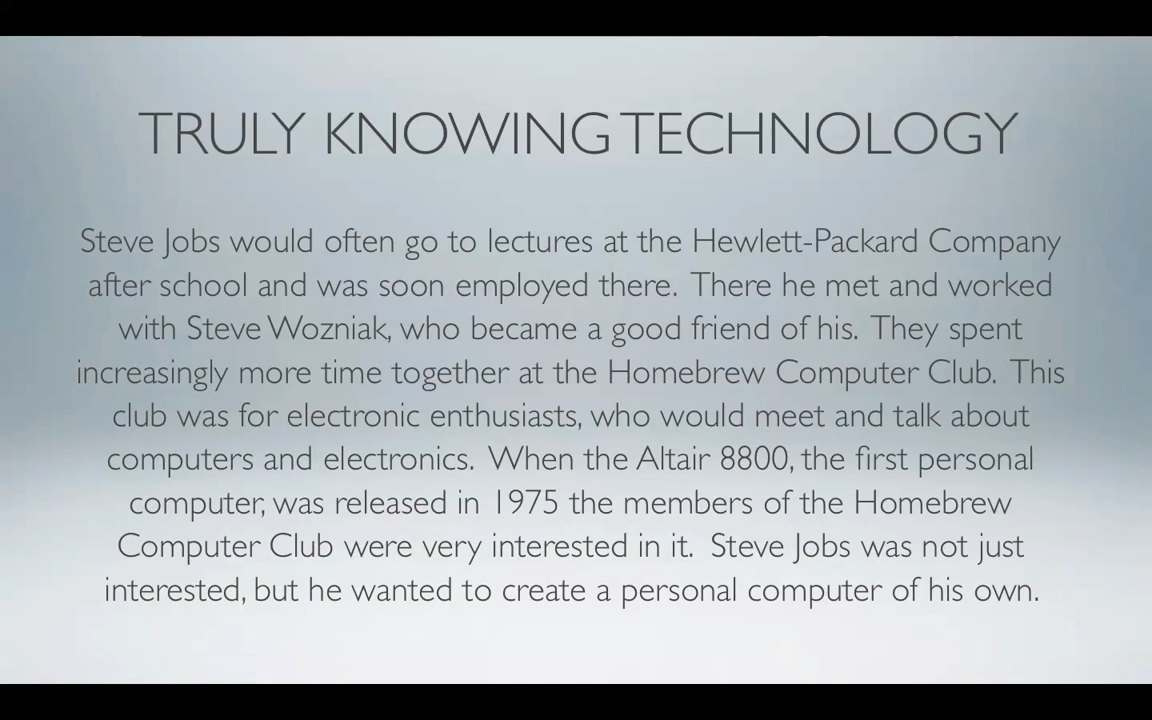 TRULY KNOWING TECHNOLOGY
Steve Jobs would often go to lectures at the Hewlett-Packard Company
after school and was soon employed there.  There he met and worked
with Steve Wozniak, who became a good friend of his.  They spent
increasingly more time together at the Homebrew Computer Club.  This
club was for electronic enthusiasts, who would meet and talk about
computers and electronics.  When the Altair 8800, the first personal
computer, was released in 1975 the members of the Homebrew
Computer Club were very interested in it.  Steve Jobs was not just
interested, but he wanted to create a personal computer of his own.